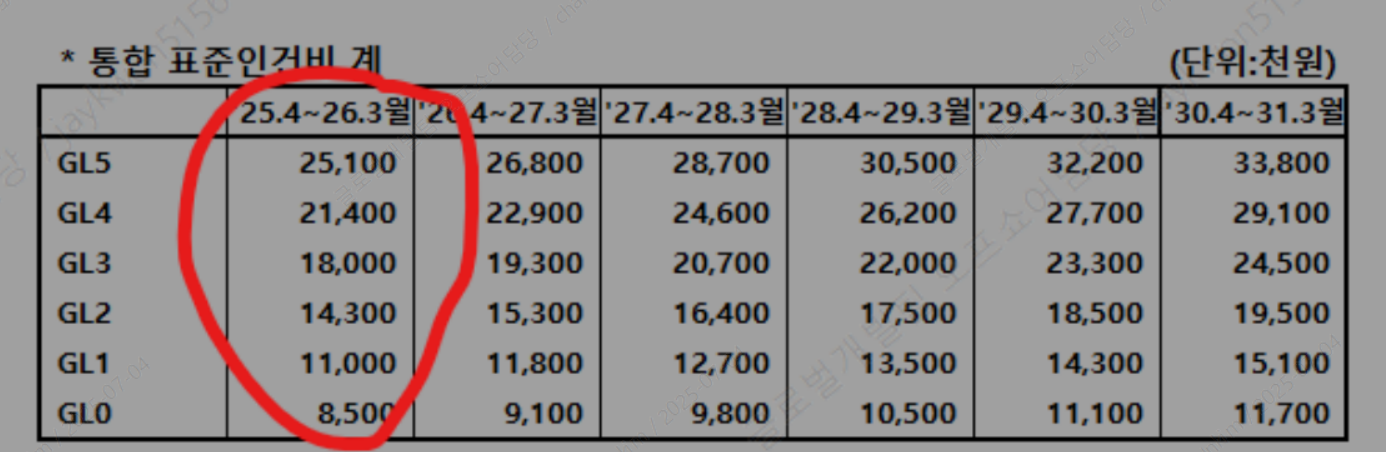 * 통합 표준인건비 계 (단위:천원)
'25.4~26.3월 '26.4~27.3월 '27.4~28.3월 '28.4~29.3월 '29.4~30.3월 '30.4~31.3월
GL5 25,100 26,800 28,700 30,500 32,200 33,800
GL4 21,400 22,900 24,600 26,200 27,700 29,100
GL3 18,000 19,300 20,700 22,000 23,300 24,500
GL2 14,300 15,300 16,400 17,500 18,500 19,500
GL1 11,000 11,800 12,700 13,500 14,300 15,100
GL0 8,500 9,100 9,800 10,500 11,100 11,700